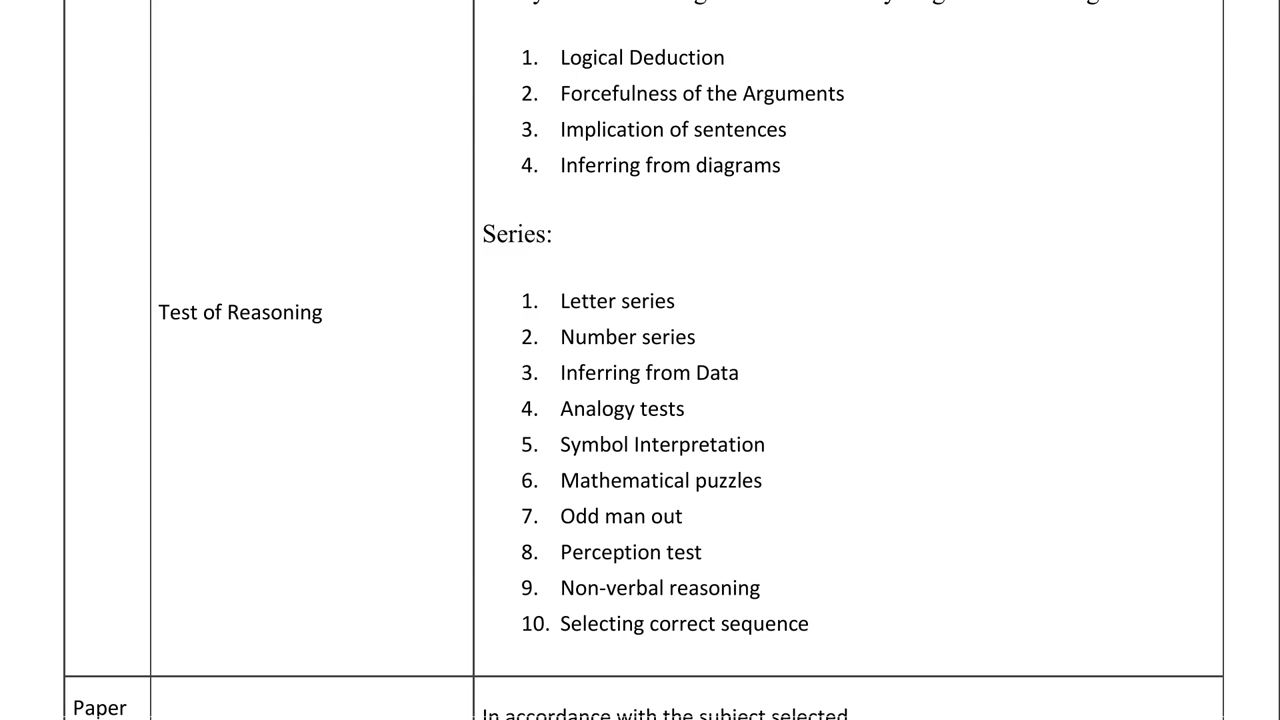 1. Logical Deduction
2. Forcefulness of the Arguments
3. Implication of sentences
4. Inferring from diagrams
Series:
Test of Reasoning
1. Letter series
2. Number series
3. Inferring from Data
4. Analogy tests
5. Symbol Interpretation
6. Mathematical puzzles
7. Odd man out
8. Perception test
9. Non-verbal reasoning
10. Selecting correct sequence
Paper
In accordance with the subject selected